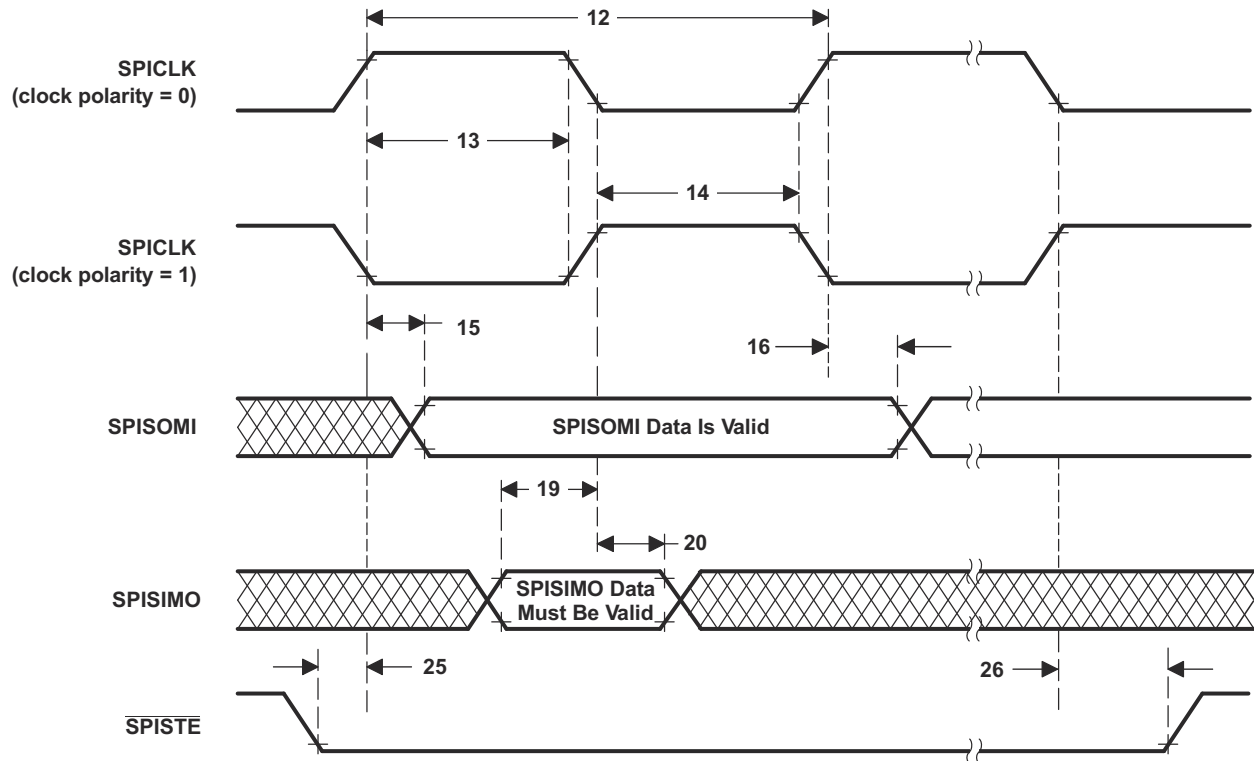 12
SPICLK
(clock polarity = 0)
13
14
SPICLK
(clock polarity = 1)
15
16
SPISOMI
SPISOMI Data Is Valid
19
20
SPISIMO
SPISIMO Data
Must Be Valid
25
26
SPISTE